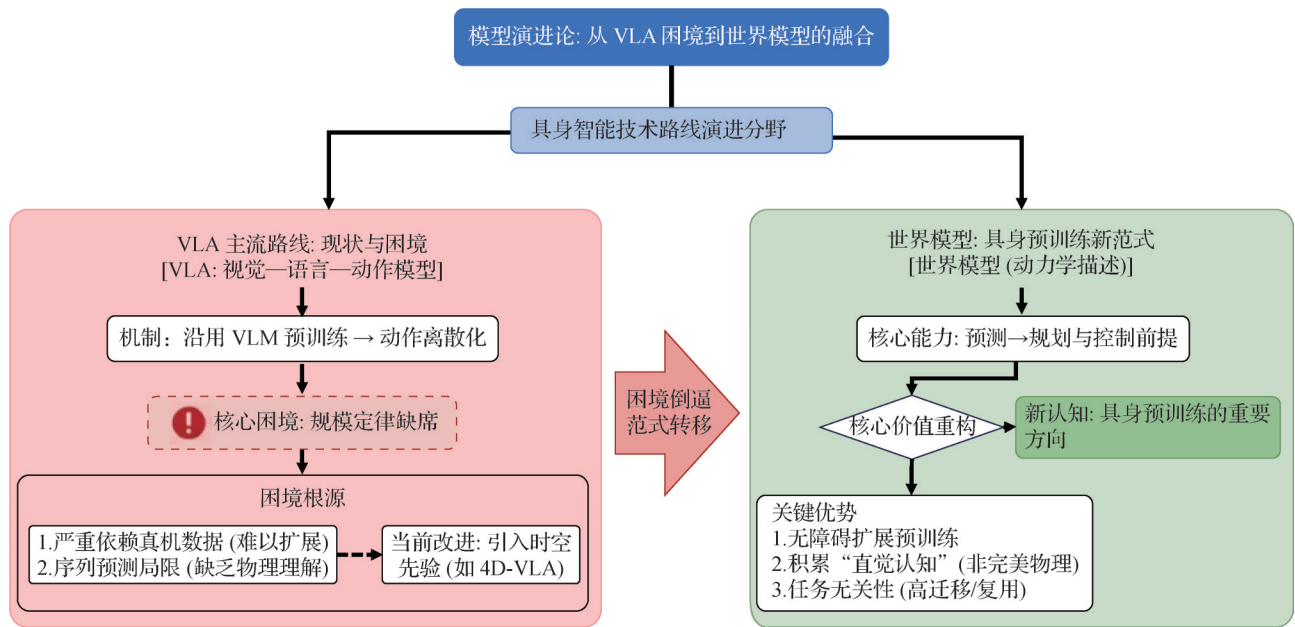 模型演进论: 从 VLA 困境到世界模型的融合
具身智能技术路线演进分野
VLA 主流路线: 现状与困境
[VLA: 视觉—语言—动作模型]
机制：沿用 VLM 预训练 → 动作离散化
核心困境: 规模定律缺席
困境根源
1.严重依赖真机数据 (难以扩展)
2.序列预测局限 (缺乏物理理解)
当前改进: 引入时空
先验 (如 4D-VLA)
困境倒逼
范式转移
世界模型: 具身预训练新范式
[世界模型 (动力学描述)]
核心能力: 预测→规划与控制前提
核心价值重构
新认知: 具身预训练的重要
方向
关键优势
1.无障碍扩展预训练
2.积累“直觉认知”(非完美物理)
3.任务无关性 (高迁移/复用)